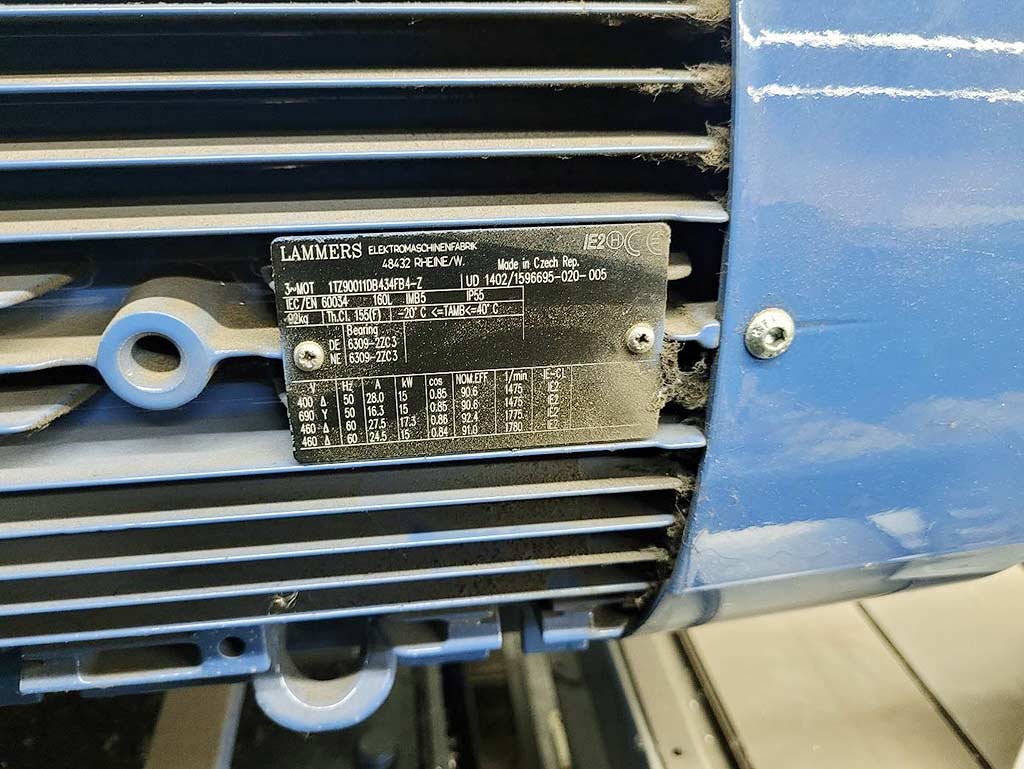 LAMMERS ELEKTROMASCHINENFABRIK IE2 H CE
48432 RHEINE/W. Made in Czech Rep.
3~MOT 1TZ90011DB434FB4-Z UD 1402/1596695-020-005
IEC/EN 60034 160L IMB5 IP55
92kg Th.Cl. 155(F) -20°C <=TAMB<=40°C
Bearing
DE 6309-2ZC3
NE 6309-2ZC3
V Hz A kW cos NOM.EFF 1/min IE-CL
400 Δ 50 28.0 15 0.85 90.6 1475 IE2
690 Y 50 16.3 15 0.85 90.6 1475 IE2
460 Δ 60 27.5 17.3 0.86 92.4 1775 IE2
460 Δ 60 24.5 15 0.84 91.0 1780 IE2